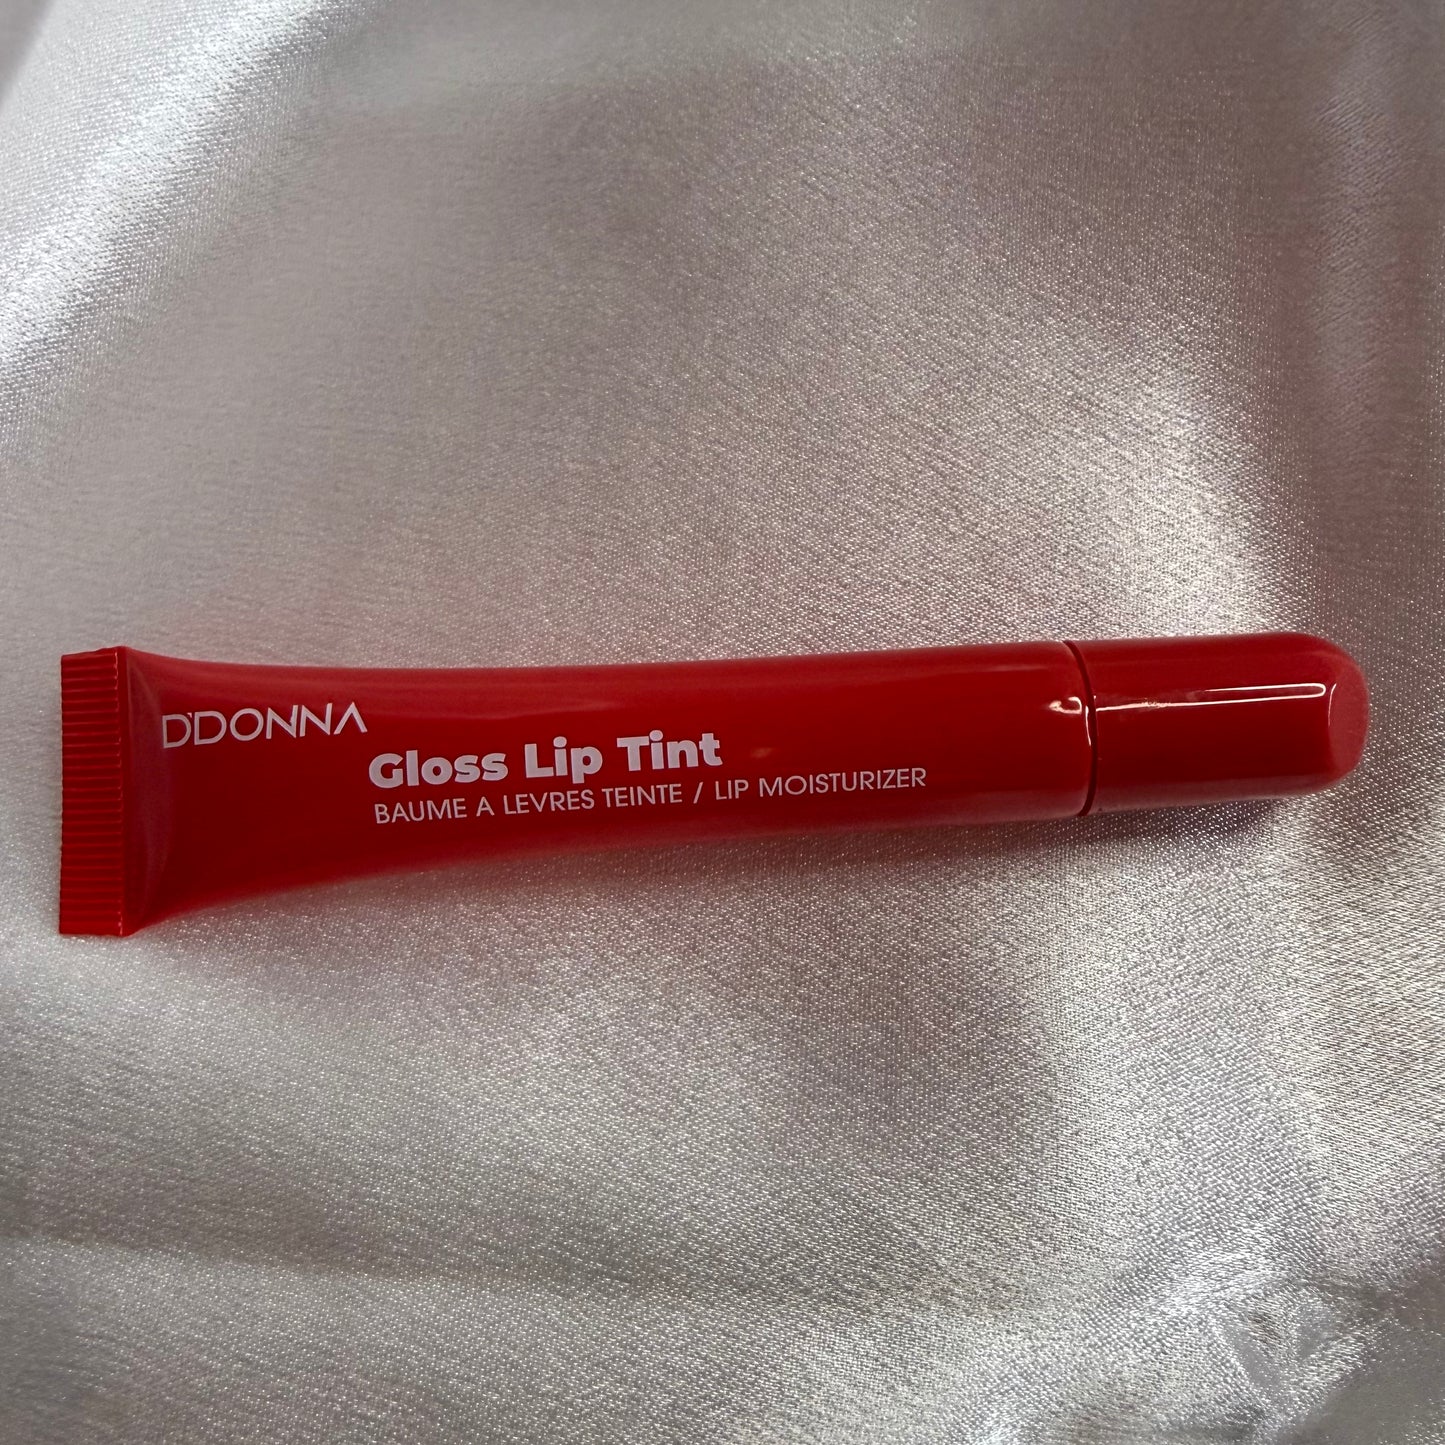 D'DONNA
Gloss Lip Tint
BAUME A LEVRES TEINTE / LIP MOISTURIZER